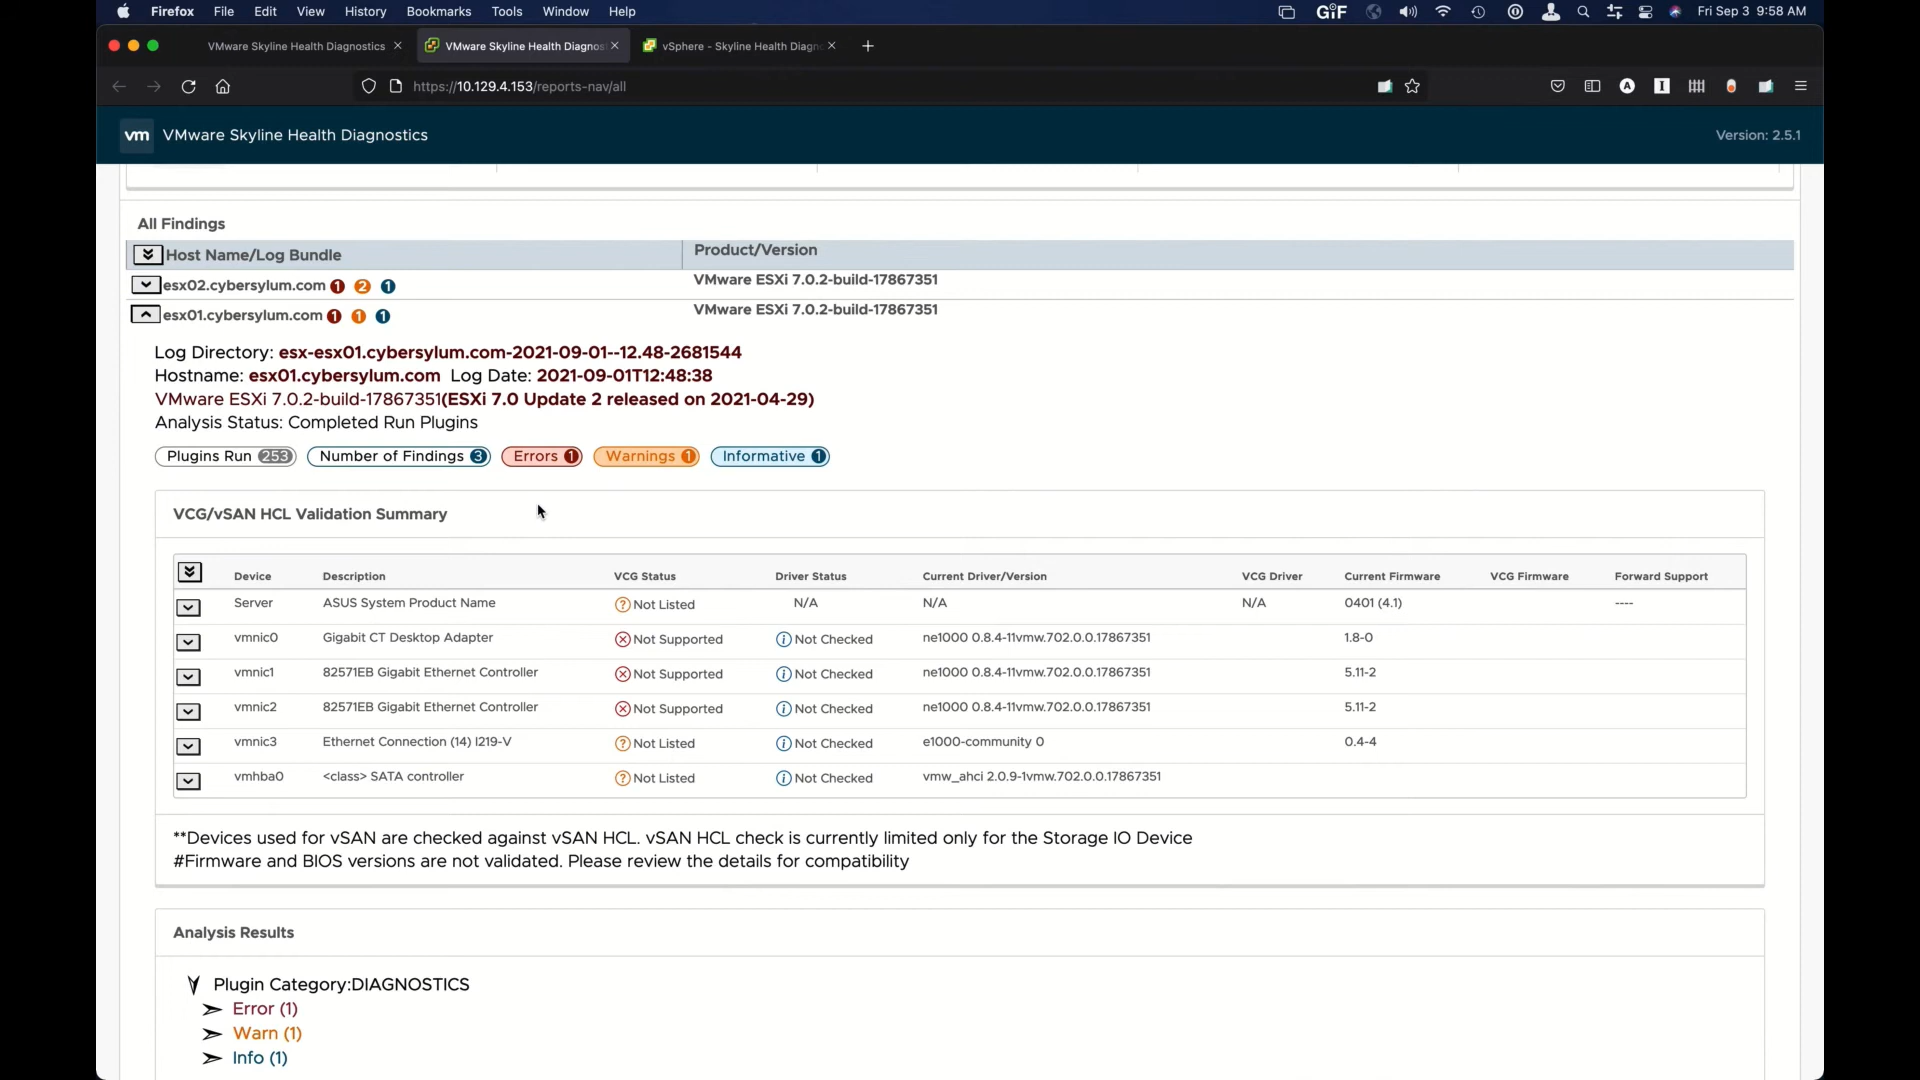 Firefox File Edit View History Bookmarks Tools Window Help GIF Fri Sep 3 9:58 AM
VMware Skyline Health Diagnostics VMware Skyline Health Diagnos vSphere - Skyline Health Diagn
https://10.129.4.153/reports-nav/all
vm VMware Skyline Health Diagnostics Version: 2.5.1
All Findings
Host Name/Log Bundle Product/Version
esx02.cybersylum.com 1 2 1 VMware ESXi 7.0.2-build-17867351
esx01.cybersylum.com 1 1 1 VMware ESXi 7.0.2-build-17867351
Log Directory: esx-esx01.cybersylum.com-2021-09-01--12.48-2681544
Hostname: esx01.cybersylum.com Log Date: 2021-09-01T12:48:38
VMware ESXi 7.0.2-build-17867351(ESXi 7.0 Update 2 released on 2021-04-29)
Analysis Status: Completed Run Plugins
Plugins Run 253 Number of Findings 3 Errors 1 Warnings 1 Informative 1
VCG/vSAN HCL Validation Summary
Device Description VCG Status Driver Status Current Driver/Version VCG Driver Current Firmware VCG Firmware Forward Support
Server ASUS System Product Name Not Listed N/A N/A N/A 0401 (4.1) ----
vmnic0 Gigabit CT Desktop Adapter Not Supported Not Checked ne1000 0.8.4-11vmw.702.0.0.17867351 1.8-0
vmnic1 82571EB Gigabit Ethernet Controller Not Supported Not Checked ne1000 0.8.4-11vmw.702.0.0.17867351 5.11-2
vmnic2 82571EB Gigabit Ethernet Controller Not Supported Not Checked ne1000 0.8.4-11vmw.702.0.0.17867351 5.11-2
vmnic3 Ethernet Connection (14) I219-V Not Listed Not Checked e1000-community 0 0.4-4
vmhba0 <class> SATA controller Not Listed Not Checked vmw_ahci 2.0.9-1vmw.702.0.0.17867351
**Devices used for vSAN are checked against vSAN HCL. vSAN HCL check is currently limited only for the Storage IO Device
#Firmware and BIOS versions are not validated. Please review the details for compatibility
Analysis Results
Plugin Category:DIAGNOSTICS
Error (1)
Warn (1)
Info (1)